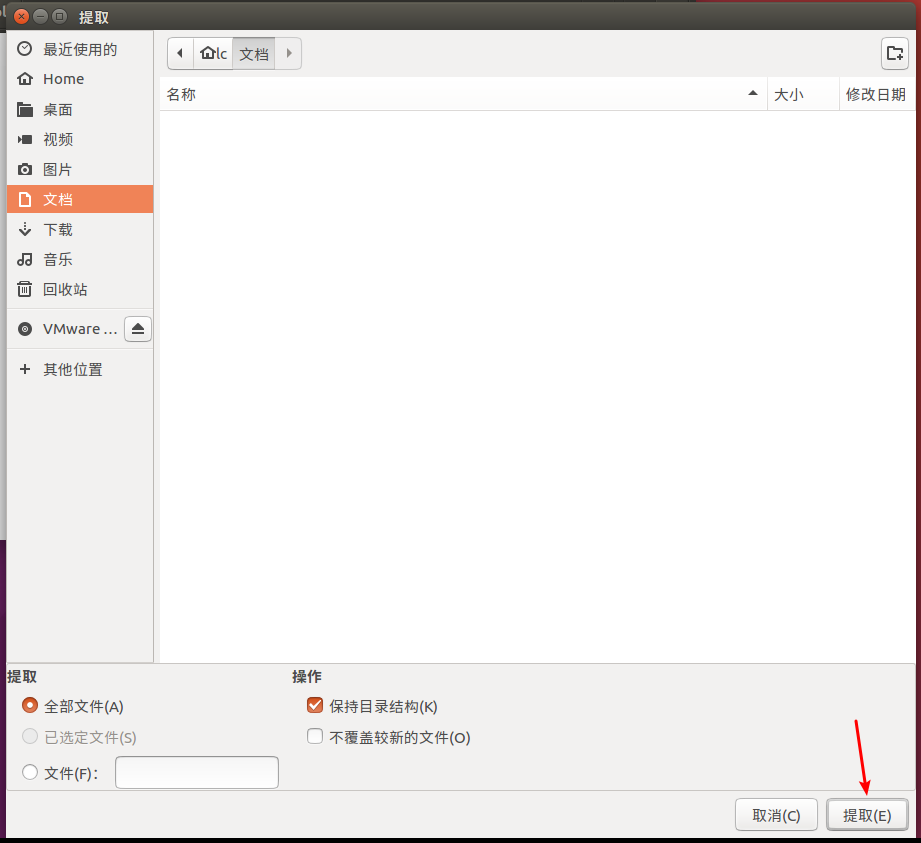 提取
最近使用的
Home
桌面
视频
图片
文档
下载
音乐
回收站
VMware ...
其他位置
lc 文档
名称 大小 修改日期
提取
全部文件(A)
已选定文件(S)
文件(F)：
操作
保持目录结构(K)
不覆盖较新的文件(O)
取消(C) 提取(E)